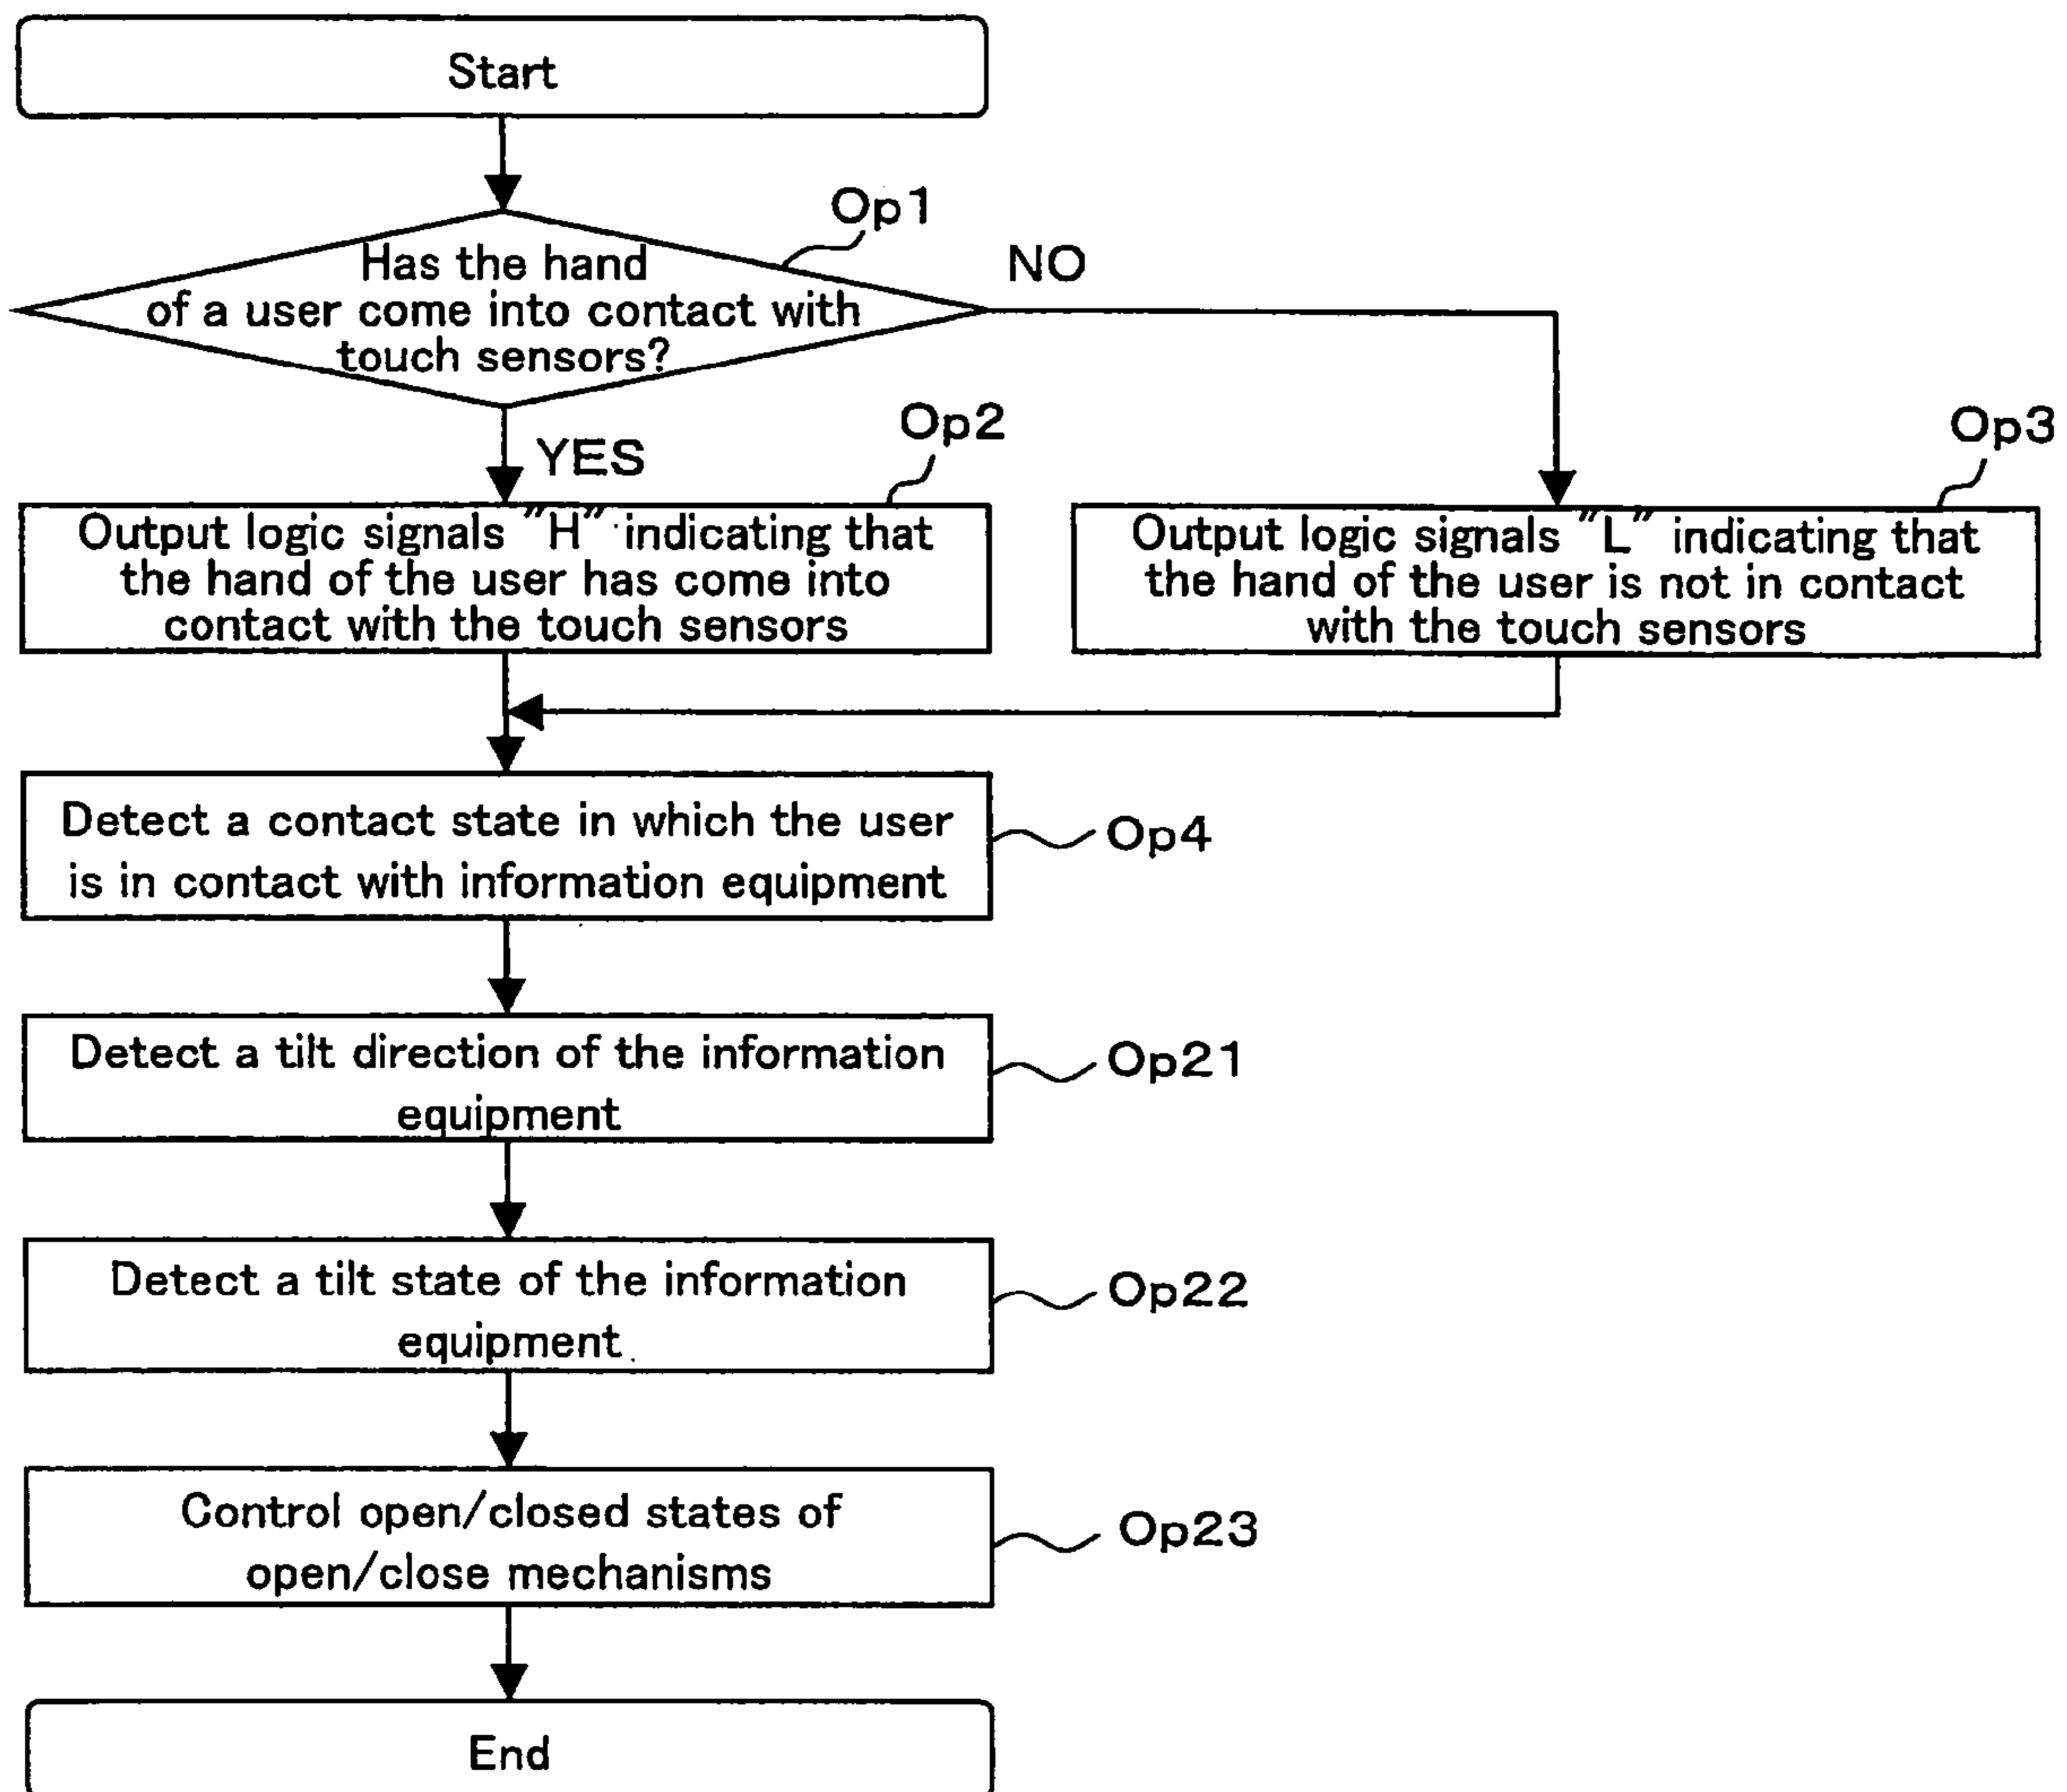 Start
Op1
Has the hand
of a user come into contact with
touch sensors?
NO
YES
Op2
Op3
Output logic signals "H" indicating that
the hand of the user has come into
contact with the touch sensors
Output logic signals "L" indicating that
the hand of the user is not in contact
with the touch sensors
Detect a contact state in which the user
is in contact with information equipment
Op4
Detect a tilt direction of the information
equipment
Op21
Detect a tilt state of the information
equipment
Op22
Control open/closed states of
open/close mechanisms
Op23
End